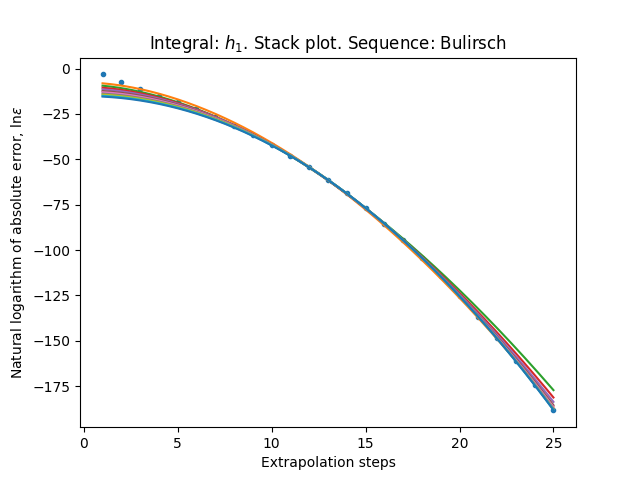 Integral: h₁. Stack plot. Sequence: Bulirsch
Natural logarithm of absolute error, lnε
0
−25
−50
−75
−100
−125
−150
−175
0 5 10 15 20 25
Extrapolation steps